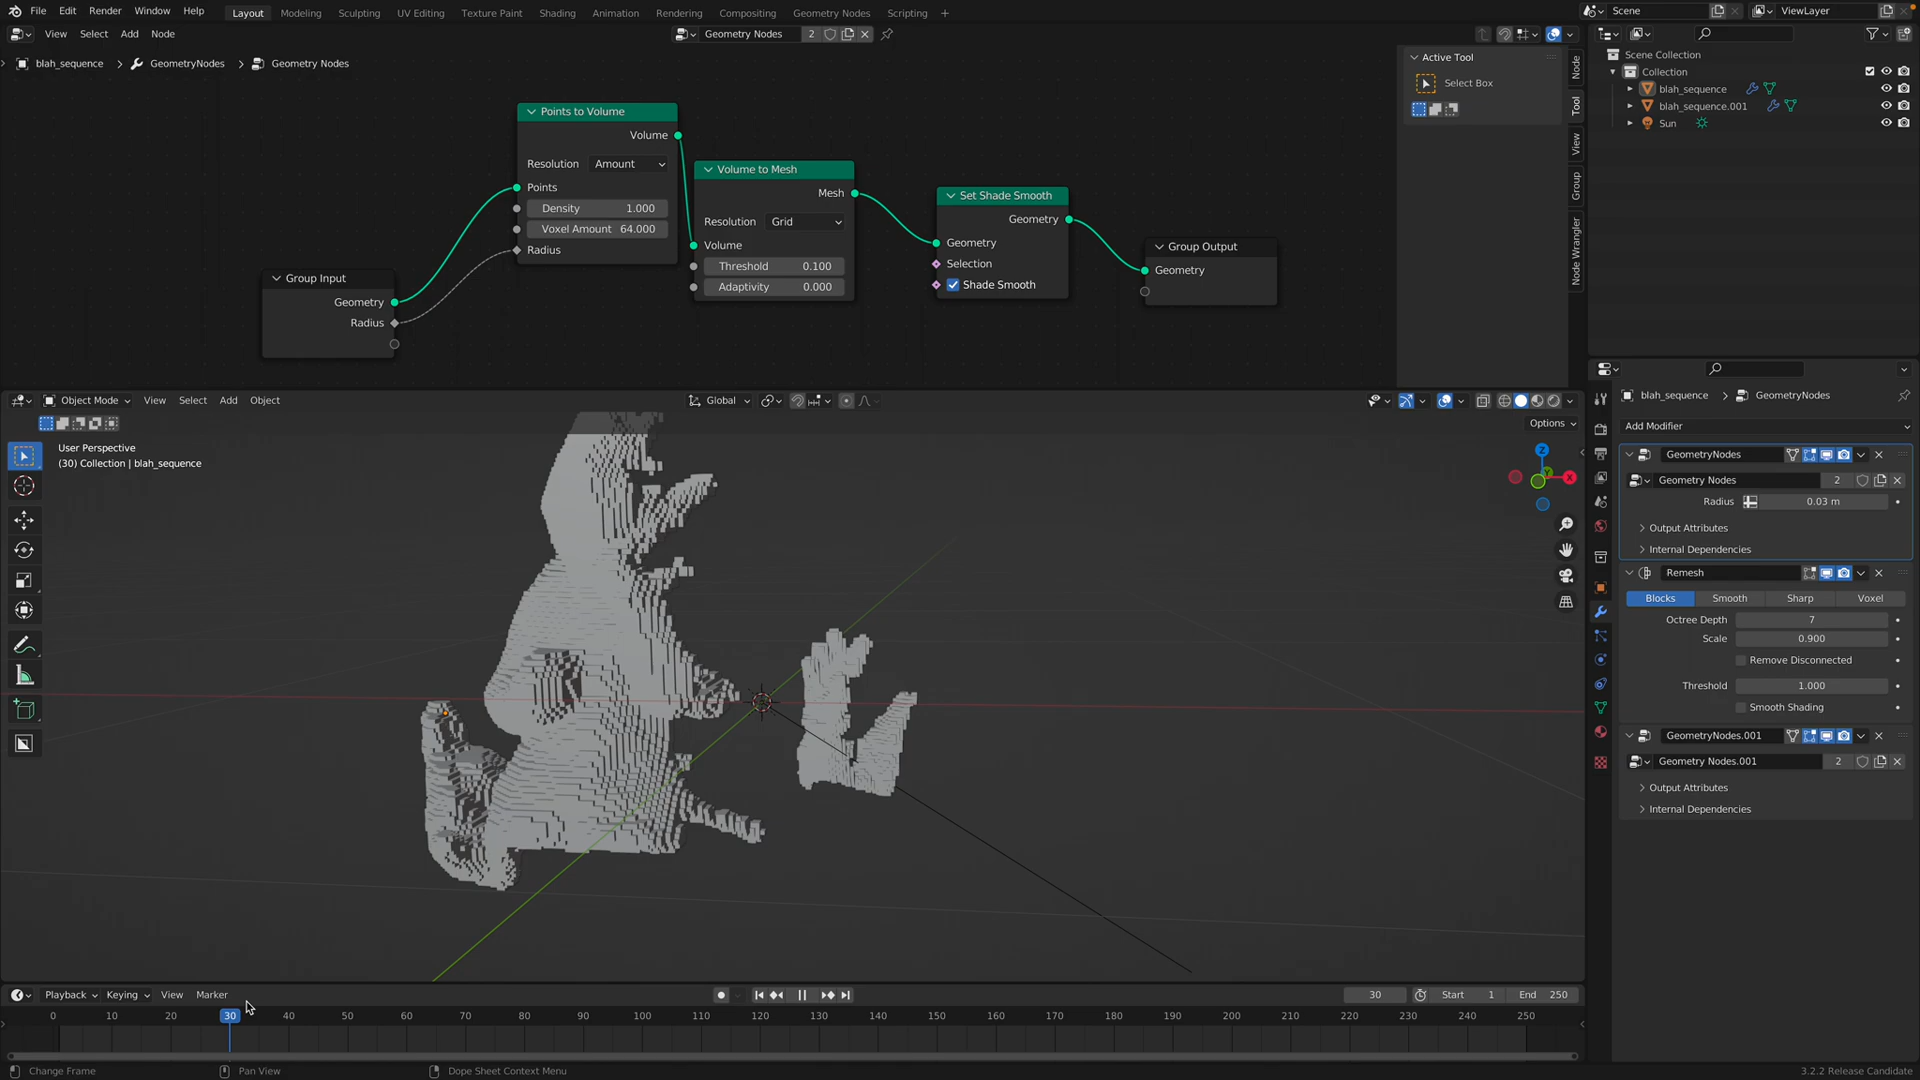 File Edit Render Window Help Layout Modeling Sculpting UV Editing Texture Paint Shading Animation Rendering Compositing Geometry Nodes Scripting + Scene ViewLayer
View Select Add Node Geometry Nodes 2
blah_sequence > GeometryNodes > Geometry Nodes
Points to Volume
Volume
Resolution Amount
Points
Density 1.000
Voxel Amount 64.000
Radius
Volume to Mesh
Mesh
Resolution Grid
Volume
Threshold 0.100
Adaptivity 0.000
Set Shade Smooth
Geometry
Geometry
Selection
Shade Smooth
Group Output
Geometry
Group Input
Geometry
Radius
Active Tool
Select Box
Node
Tool
View
Group
Node Wrangler
Scene Collection
Collection
blah_sequence
blah_sequence.001
Sun
Object Mode View Select Add Object Global
Options
User Perspective
(30) Collection | blah_sequence
Z
Y
X
blah_sequence > GeometryNodes
Add Modifier
GeometryNodes
Geometry Nodes 2
Radius 0.03 m
Output Attributes
Internal Dependencies
Remesh
Blocks Smooth Sharp Voxel
Octree Depth 7
Scale 0.900
Remove Disconnected
Threshold 1.000
Smooth Shading
GeometryNodes.001
Geometry Nodes.001 2
Output Attributes
Internal Dependencies
Playback Keying View Marker 30 Start 1 End 250
0 10 20 30 40 50 60 70 80 90 100 110 120 130 140 150 160 170 180 190 200 210 220 230 240 250
Change Frame Pan View Dope Sheet Context Menu 3.2.2 Release Candidate